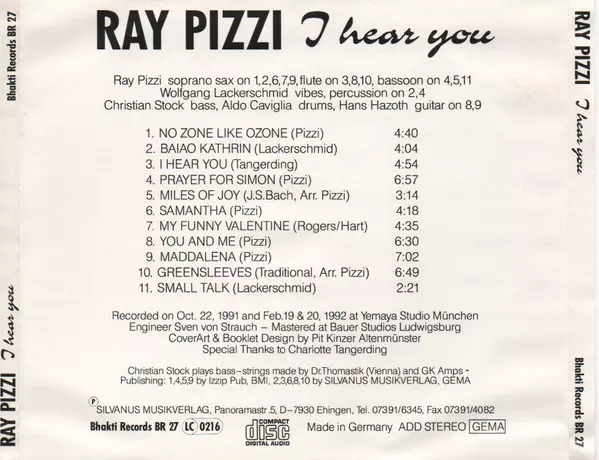 RAY PIZZI I hear you
Bhakti Records BR 27
RAY PIZZI I hear you
RAY PIZZI I hear you
Bhakti Records BR 27
Ray Pizzi soprano sax on 1,2,6,7,9,flute on 3,8,10, bassoon on 4,5,11
Wolfgang Lackerschmid vibes, percussion on 2,4
Christian Stock bass, Aldo Caviglia drums, Hans Hazoth guitar on 8,9
1. NO ZONE LIKE OZONE (Pizzi) 4:40
2. BAIAO KATHRIN (Lackerschmid) 4:04
3. I HEAR YOU (Tangerding) 4:54
4. PRAYER FOR SIMON (Pizzi) 6:57
5. MILES OF JOY (J.S.Bach, Arr. Pizzi) 3:14
6. SAMANTHA (Pizzi) 4:18
7. MY FUNNY VALENTINE (Rogers/Hart) 4:35
8. YOU AND ME (Pizzi) 6:30
9. MADDALENA (Pizzi) 7:02
10. GREENSLEEVES (Traditional, Arr. Pizzi) 6:49
11. SMALL TALK (Lackerschmid) 2:21
Recorded on Oct. 22, 1991 and Feb.19 & 20, 1992 at Yemaya Studio München
Engineer Sven von Strauch – Mastered at Bauer Studios Ludwigsburg
CoverArt & Booklet Design by Pit Kinzer Altenmünster
Special Thanks to Charlotte Tangerding
Christian Stock plays bass-strings made by Dr.Thomastik (Vienna) and GK Amps -
Publishing: 1,4,5,9 by Izzip Pub, BMI, 2,3,6,8,10 by SILVANUS MUSIKVERLAG, GEMA
℗
SILVANUS MUSIKVERLAG, Panoramastr.5, D-7930 Ehingen, Tel. 07391/6345, Fax 07391/4082
Bhakti Records BR 27 LC 0216 COMPACT disc DIGITAL AUDIO Made in Germany ADD STEREO GEMA